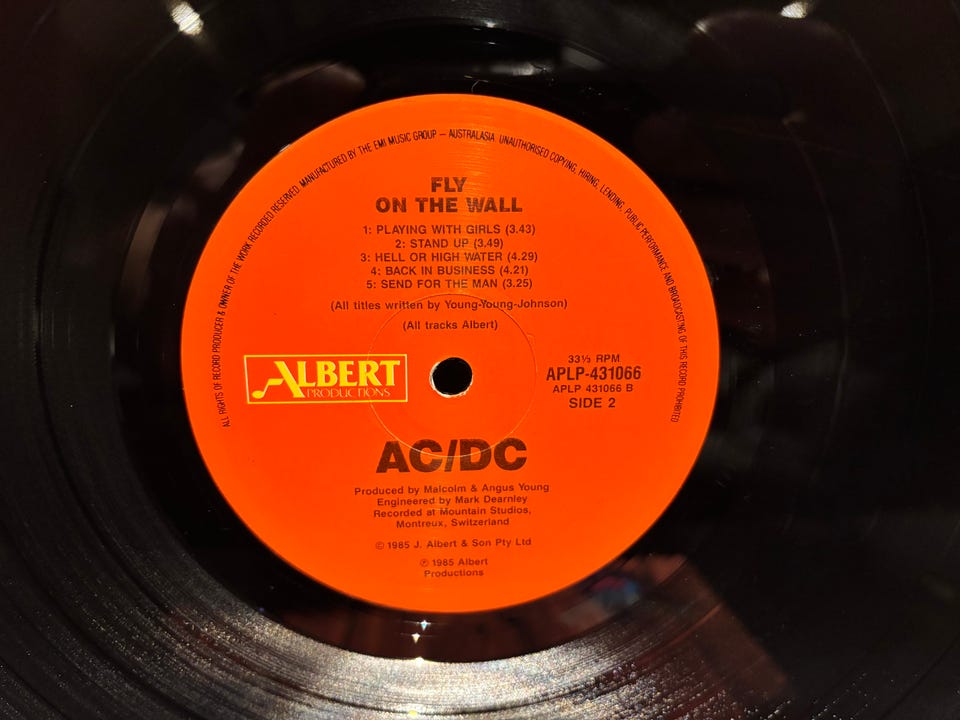 ALL RIGHTS OF RECORD PRODUCER & OWNER OF THE WORK RECORDED RESERVED. MANUFACTURED BY THE EMI MUSIC GROUP – AUSTRALASIA. UNAUTHORISED COPYING, HIRING, LENDING, PUBLIC PERFORMANCE AND BROADCASTING OF THIS RECORD PROHIBITED
FLY
ON THE WALL
1: PLAYING WITH GIRLS (3.43)
2: STAND UP (3.49)
3: HELL OR HIGH WATER (4.29)
4: BACK IN BUSINESS (4.21)
5: SEND FOR THE MAN (3.25)
(All titles written by Young-Young-Johnson)
(All tracks Albert)
ALBERT
PRODUCTIONS
33⅓ RPM
APLP-431066
APLP 431066 B
SIDE 2
AC/DC
Produced by Malcolm & Angus Young
Engineered by Mark Dearnley
Recorded at Mountain Studios,
Montreux, Switzerland
© 1985 J. Albert & Son Pty Ltd
℗ 1985 Albert
Productions